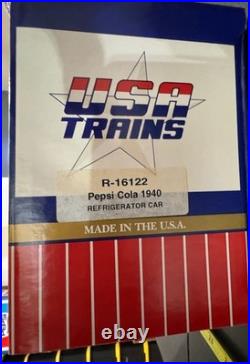 USA
TRAINS
R-16122
Pepsi Cola 1940
REFRIGERATOR CAR
MADE IN THE U.S.A.